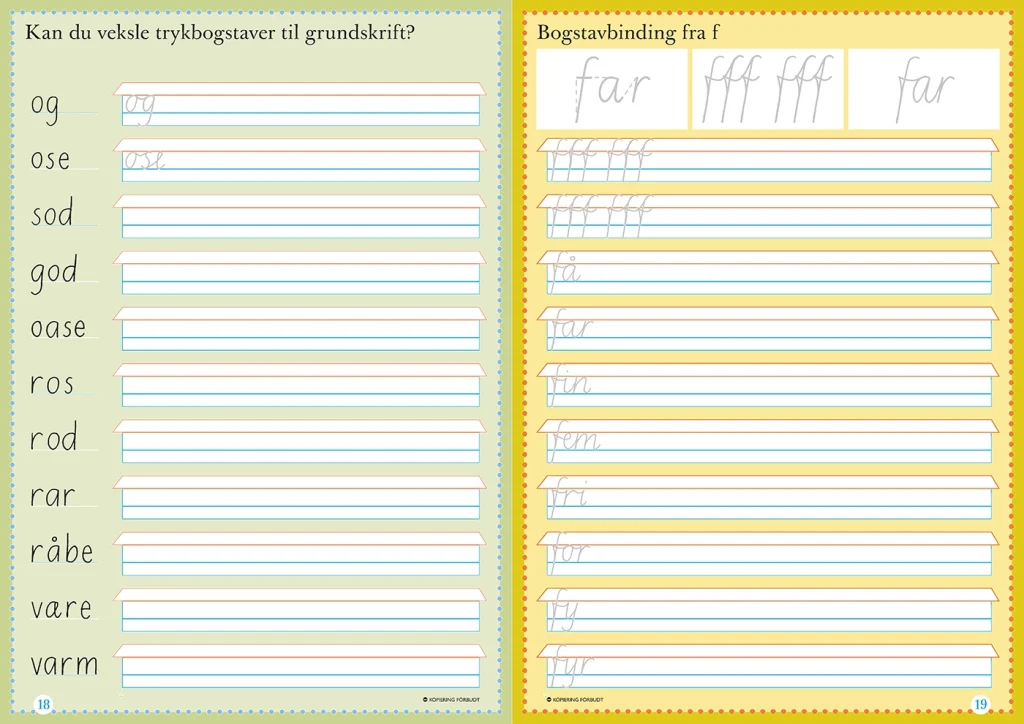 Kan du veksle trykbogstaver til grundskrift?
og og
ose ose
sod
god
oase
ros
rod
rar
råbe
vare
varm
KOPIERING FORBUDT
18
Bogstavbinding fra f
far fff fff far
fff fff
fff fff
få
far
fin
fem
fri
for
fy
fyr
KOPIERING FORBUDT
19